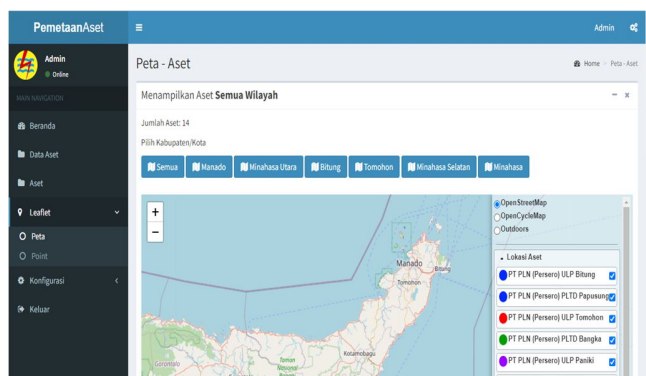 PemetaanAset
Admin
Admin
Online
MAIN NAVIGATION
Beranda
Data Aset
Aset
Leaflet
Peta
Point
Konfigurasi
Keluar
Peta - Aset
Home > Peta - Aset
Menampilkan Aset Semua Wilayah
Jumlah Aset: 14
Pilih Kabupaten/Kota
Semua
Manado
Minahasa Utara
Bitung
Tomohon
Minahasa Selatan
Minahasa
+
−
Manado
Bitung
Tomohon
Kotamobagu
Gorontalo
Taman
Nasional
OpenStreetMap
OpenCycleMap
Outdoors
Lokasi Aset
PT PLN (Persero) ULP Bitung
PT PLN (Persero) PLTD Papusung
PT PLN (Persero) ULP Tomohon
PT PLN (Persero) PLTD Bangka
PT PLN (Persero) ULP Paniki